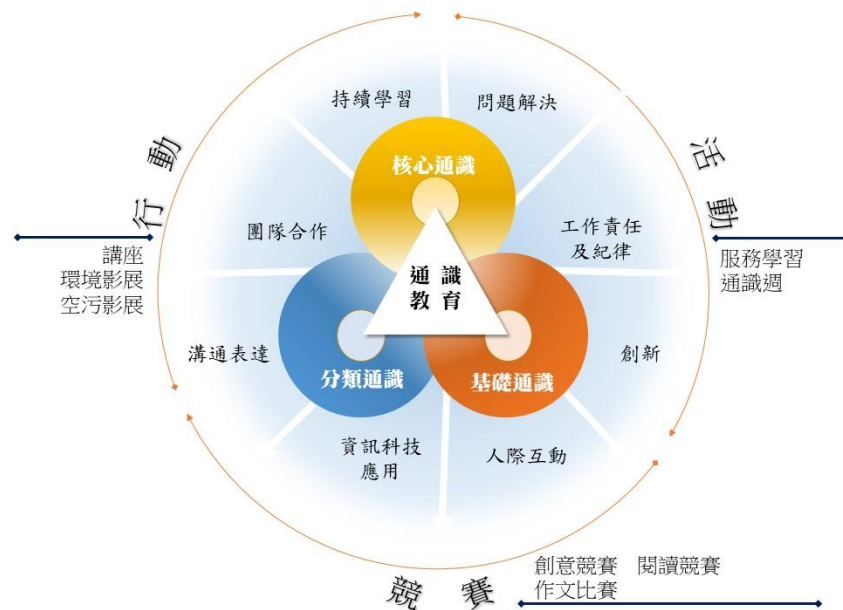 持續學習
問題解決
行動
活動
核心通識
團隊合作
工作責任
及紀律
講座
環境影展
空污影展
服務學習
通識週
通識
教育
溝通表達
創新
分類通識
基礎通識
資訊科技
應用
人際互動
競賽
創意競賽 閱讀競賽
作文比賽